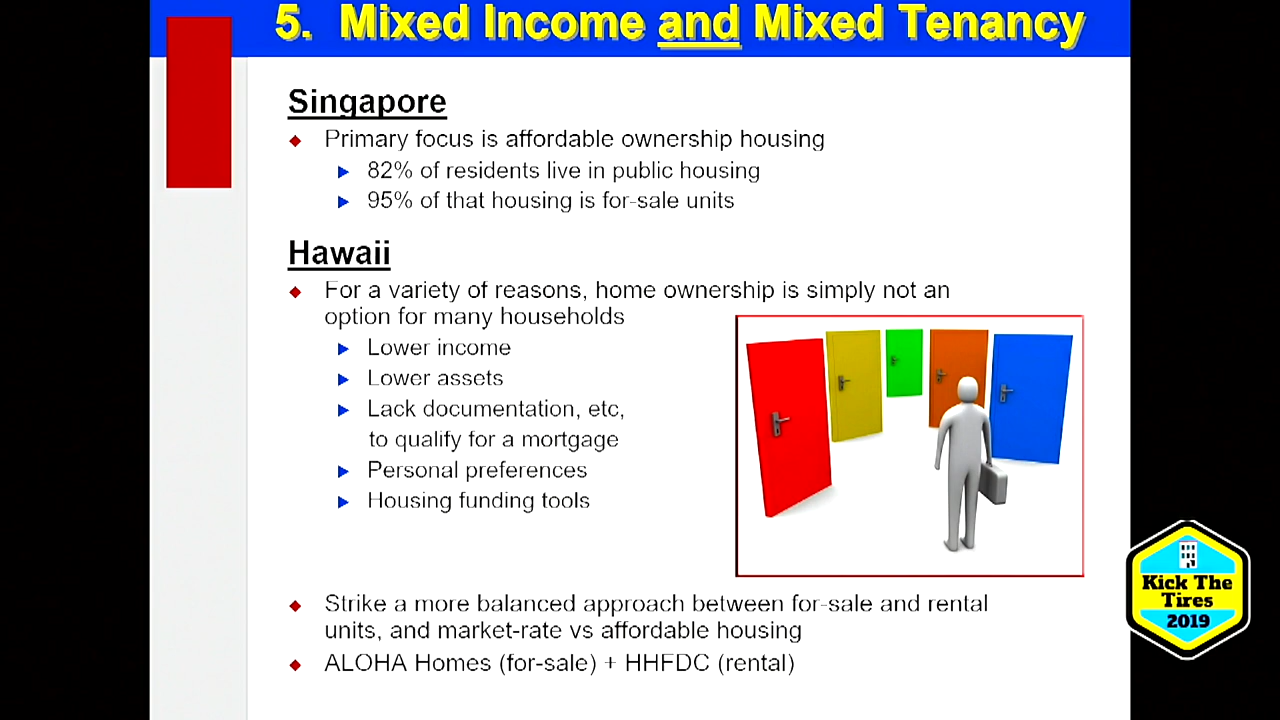 5. Mixed Income and Mixed Tenancy
Singapore
Primary focus is affordable ownership housing
82% of residents live in public housing
95% of that housing is for-sale units
Hawaii
For a variety of reasons, home ownership is simply not an
option for many households
Lower income
Lower assets
Lack documentation, etc,
to qualify for a mortgage
Personal preferences
Housing funding tools
Strike a more balanced approach between for-sale and rental
units, and market-rate vs affordable housing
ALOHA Homes (for-sale) + HHFDC (rental)
Kick The
Tires
2019